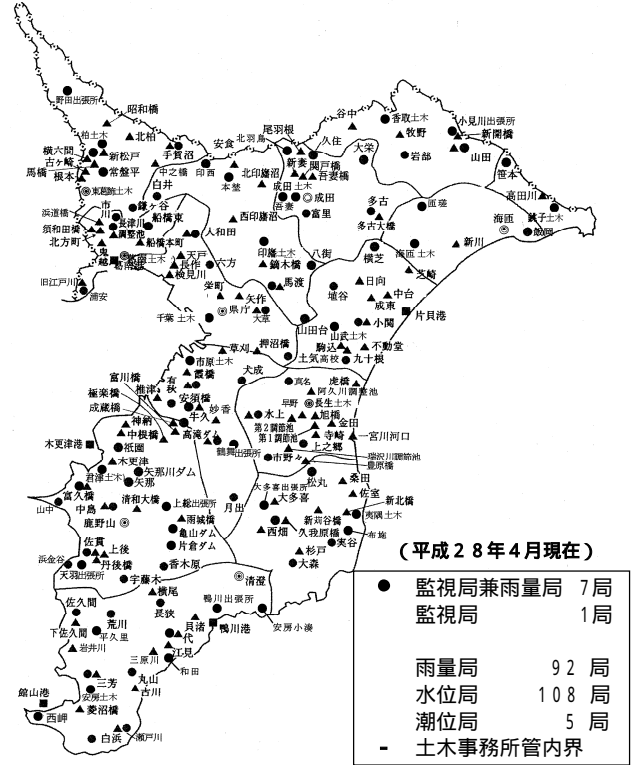 野田出張所
昭和橋
柏土木
北柏
横六間
古ヶ崎
新松戸
手賀沼
馬橋
根本
常盤平
中之橋
印西
安食
北羽鳥
尾羽根
久住
谷中
香取土木
牧野
小見川出張所
新開橋
山田
大栄
岩部
笹本
新妻
関戸橋
吾妻橋
北印旛沼
本埜
白井
東葛飾土木
成田土木
成田
吾妻
富里
多古
多古大橋
匝瑳
高田川
銚子土木
飯岡
海匝
海匝土木
新川
市川
鎌ケ谷
浜道橋
長津川
調整池
船橋東
須和田橋
北方町
船橋本町
人和田
西印旛沼
鬼越
葛南土木
葛南港
天戸
長作
検見川
六方
印旛土木
鏑木橋
八街
横芝
芝崎
旧江戸川
浦安
栄町
県庁
矢作
大草
馬渡
埴谷
日向
中台
成東
片貝港
千葉土木
山田台
山武土木
小関
駒込
不動堂
土気高校
九十根
草刈
押沼橋
市原土木
霞橋
犬成
真名
虎橋
阿久川調整池
富川橋
有秋
椎津
極楽橋
安須橋
妙香
早野
長生土木
成蔵橋
牛久
水上
旭橋
神納
高滝ダム
第2調節池
第1調節池
金田
寺崎
一宮川河口
中根橋
木更津港
祇園
鶴舞出張所
上之郷
瑞沢川調節池
市野々
豊原橋
木更津
君津土木
矢那川ダム
矢那
松丸
桑田
富久橋
山中
中島
清和大橋
上総出張所
月出
大多喜出張所
大多喜
佐室
新北橋
新苅谷橋
夷隅土木
鹿野山
雨城橋
亀山ダム
西畑
久我原橋
布施
実谷
片倉ダム
杉戸
大森
佐貫
上後
丹後橋
浜金谷
天羽出張所
香木原
宇藤木
清澄
佐久間
横尾
長狭
鴨川出張所
安房小湊
下佐久間
荒川
平久里
貝渚
鴨川港
代
岩井川
江見
三原川
和田
三芳
丸山
古川
安房土木
館山港
菱沼橋
西岬
白浜
瀬戸川
(平成28年4月現在)
● 監視局兼雨量局 7局
監視局 1局
雨量局 92 局
水位局 108 局
潮位局 5 局
- 土木事務所管内界